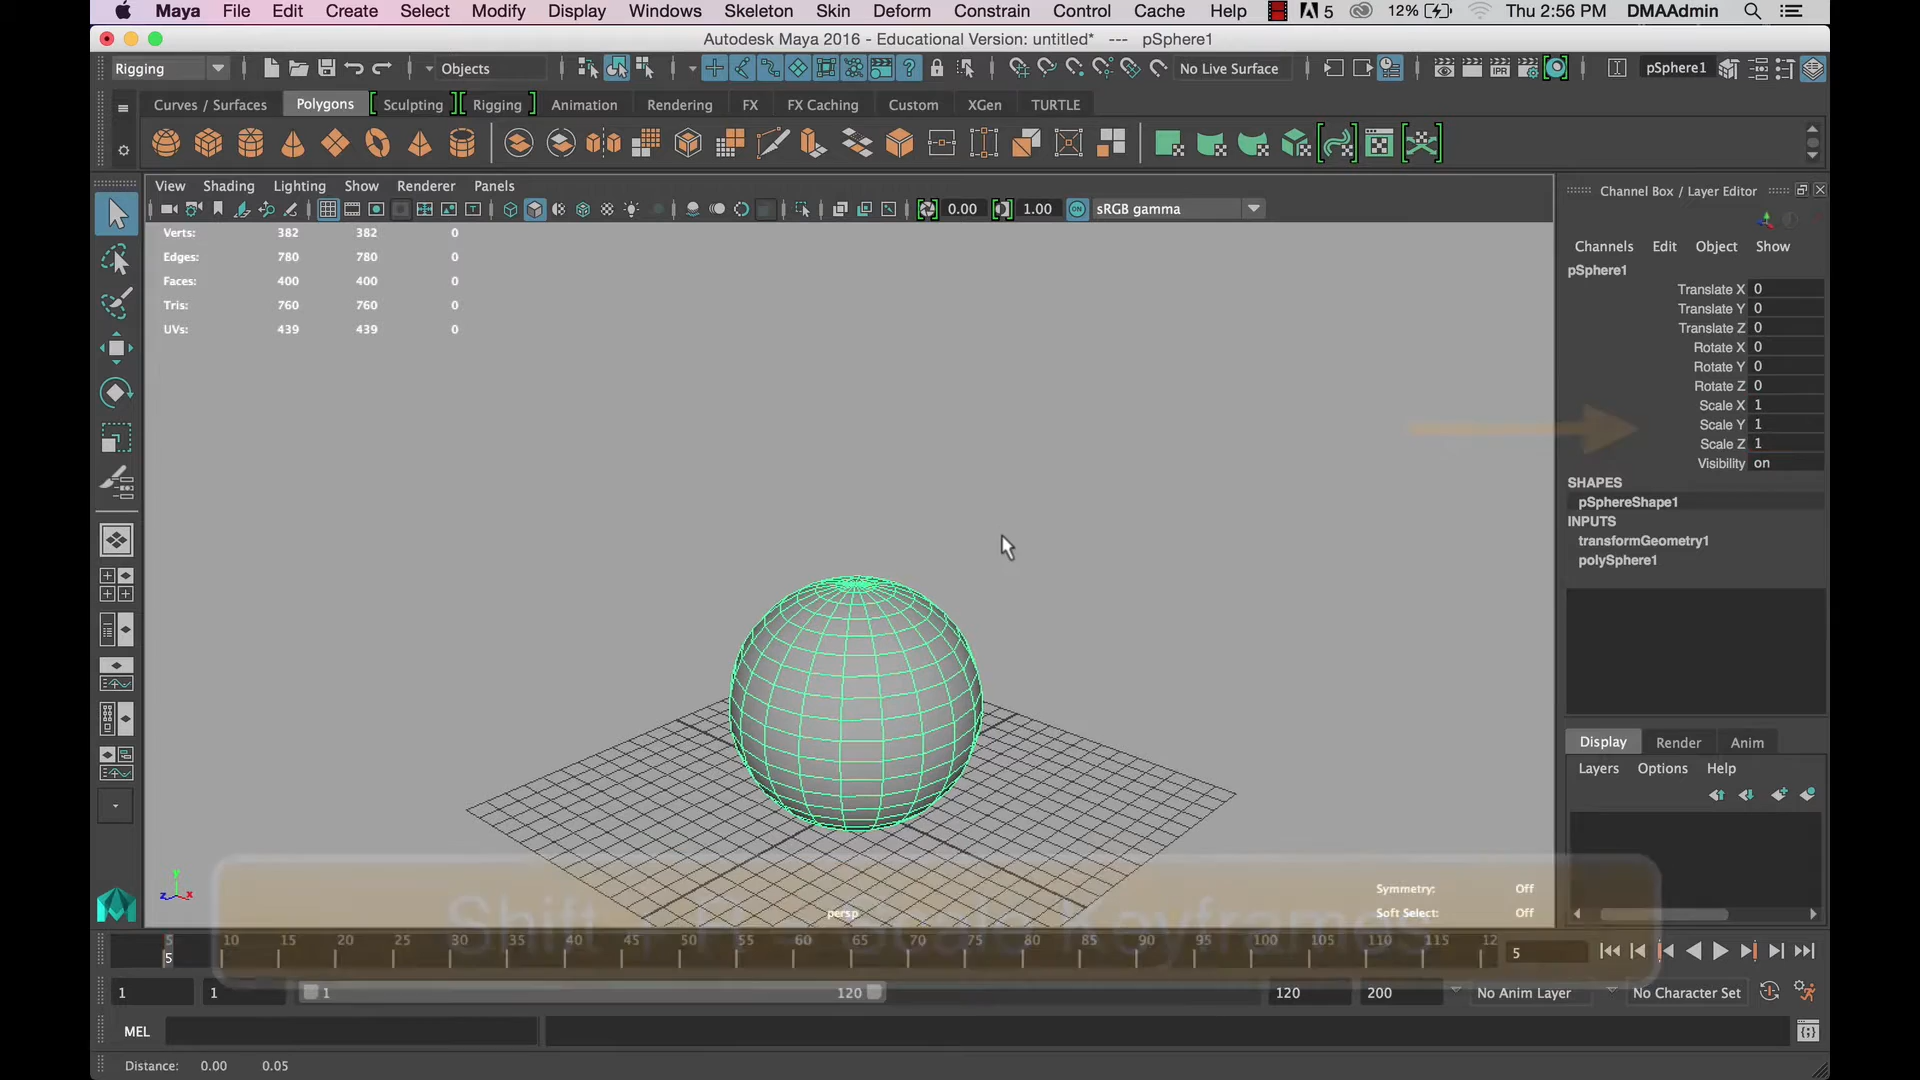 Maya File Edit Create Select Modify Display Windows Skeleton Skin Deform Constrain Control Cache Help 5 12% Thu 2:56 PM DMAAdmin
Autodesk Maya 2016 - Educational Version: untitled* --- pSphere1
Rigging Objects No Live Surface IPR pSphere1
Curves / Surfaces Polygons Sculpting Rigging Animation Rendering FX FX Caching Custom XGen TURTLE
View Shading Lighting Show Renderer Panels
0.00 1.00 ON sRGB gamma
Verts: 382 382 0
Edges: 780 780 0
Faces: 400 400 0
Tris: 760 760 0
UVs: 439 439 0
Channel Box / Layer Editor
Channels Edit Object Show
pSphere1
Translate X 0
Translate Y 0
Translate Z 0
Rotate X 0
Rotate Y 0
Rotate Z 0
Scale X 1
Scale Y 1
Scale Z 1
Visibility on
SHAPES
pSphereShape1
INPUTS
transformGeometry1
polySphere1
Display Render Anim
Layers Options Help
y
z x
Symmetry: Off
Soft Select: Off
persp
Shift + R = Scale Keyframes
5 10 15 20 25 30 35 40 45 50 55 60 65 70 75 80 85 90 95 100 105 110 115 12
5 5
1 1 1 120 120 200 No Anim Layer No Character Set
MEL
Distance: 0.00 0.05